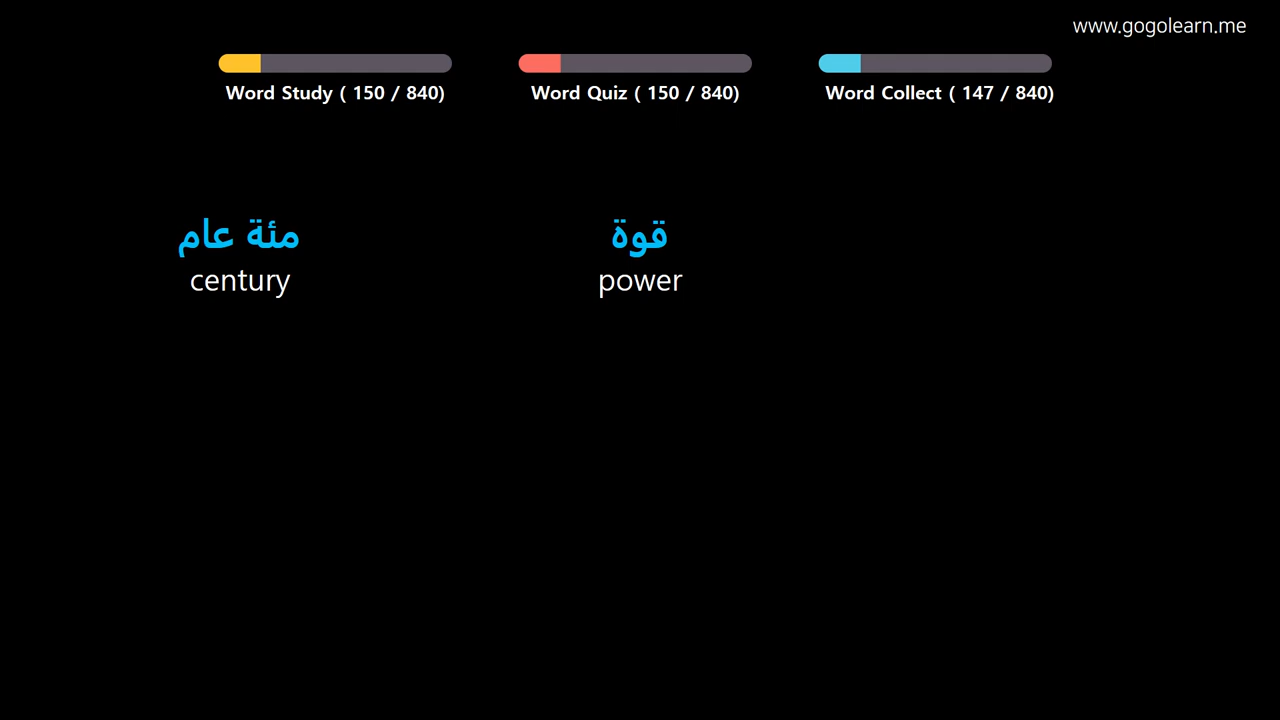 www.gogolearn.me
Word Study ( 150 / 840)
Word Quiz ( 150 / 840)
Word Collect ( 147 / 840)
مئة عام
century
قوة
power